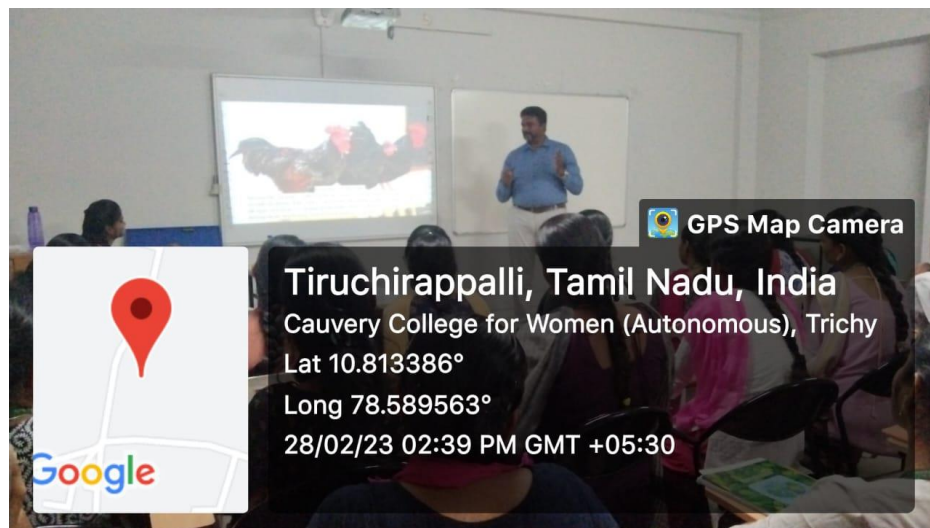 GPS Map Camera
Tiruchirappalli, Tamil Nadu, India
Cauvery College for Women (Autonomous), Trichy
Lat 10.813386°
Long 78.589563°
28/02/23 02:39 PM GMT +05:30
Google